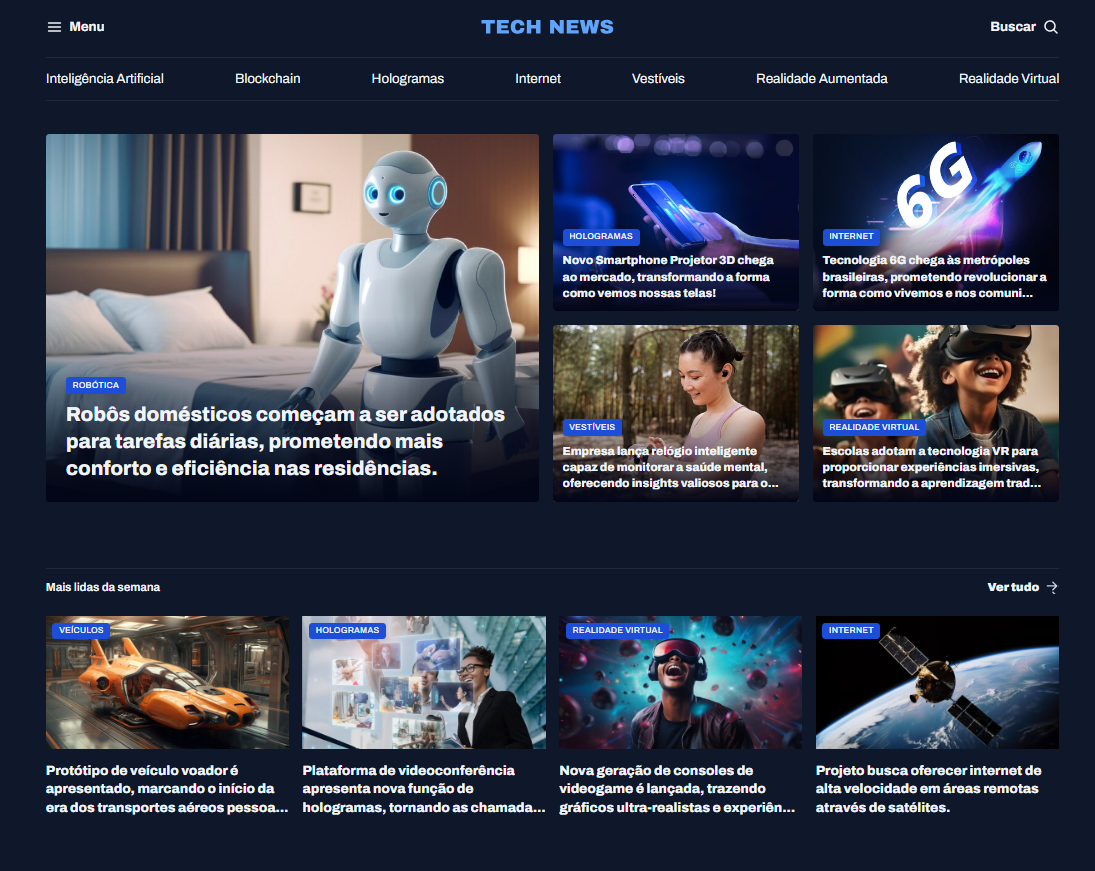 Menu
TECH NEWS
Buscar
Inteligência Artificial
Blockchain
Hologramas
Internet
Vestíveis
Realidade Aumentada
Realidade Virtual
ROBÓTICA
Robôs domésticos começam a ser adotados
para tarefas diárias, prometendo mais
conforto e eficiência nas residências.
HOLOGRAMAS
Novo Smartphone Projetor 3D chega
ao mercado, transformando a forma
como vemos nossas telas!
6G
INTERNET
Tecnologia 6G chega às metrópoles
brasileiras, prometendo revolucionar a
forma como vivemos e nos comuni...
VESTÍVEIS
Empresa lança relógio inteligente
capaz de monitorar a saúde mental,
oferecendo insights valiosos para o...
REALIDADE VIRTUAL
Escolas adotam a tecnologia VR para
proporcionar experiências imersivas,
transformando a aprendizagem trad...
Mais lidas da semana
Ver tudo
VEÍCULOS
Protótipo de veículo voador é
apresentado, marcando o início da
era dos transportes aéreos pessoa...
HOLOGRAMAS
Plataforma de videoconferência
apresenta nova função de
hologramas, tornando as chamada...
REALIDADE VIRTUAL
Nova geração de consoles de
videogame é lançada, trazendo
gráficos ultra-realistas e experiên...
INTERNET
Projeto busca oferecer internet de
alta velocidade em áreas remotas
através de satélites.